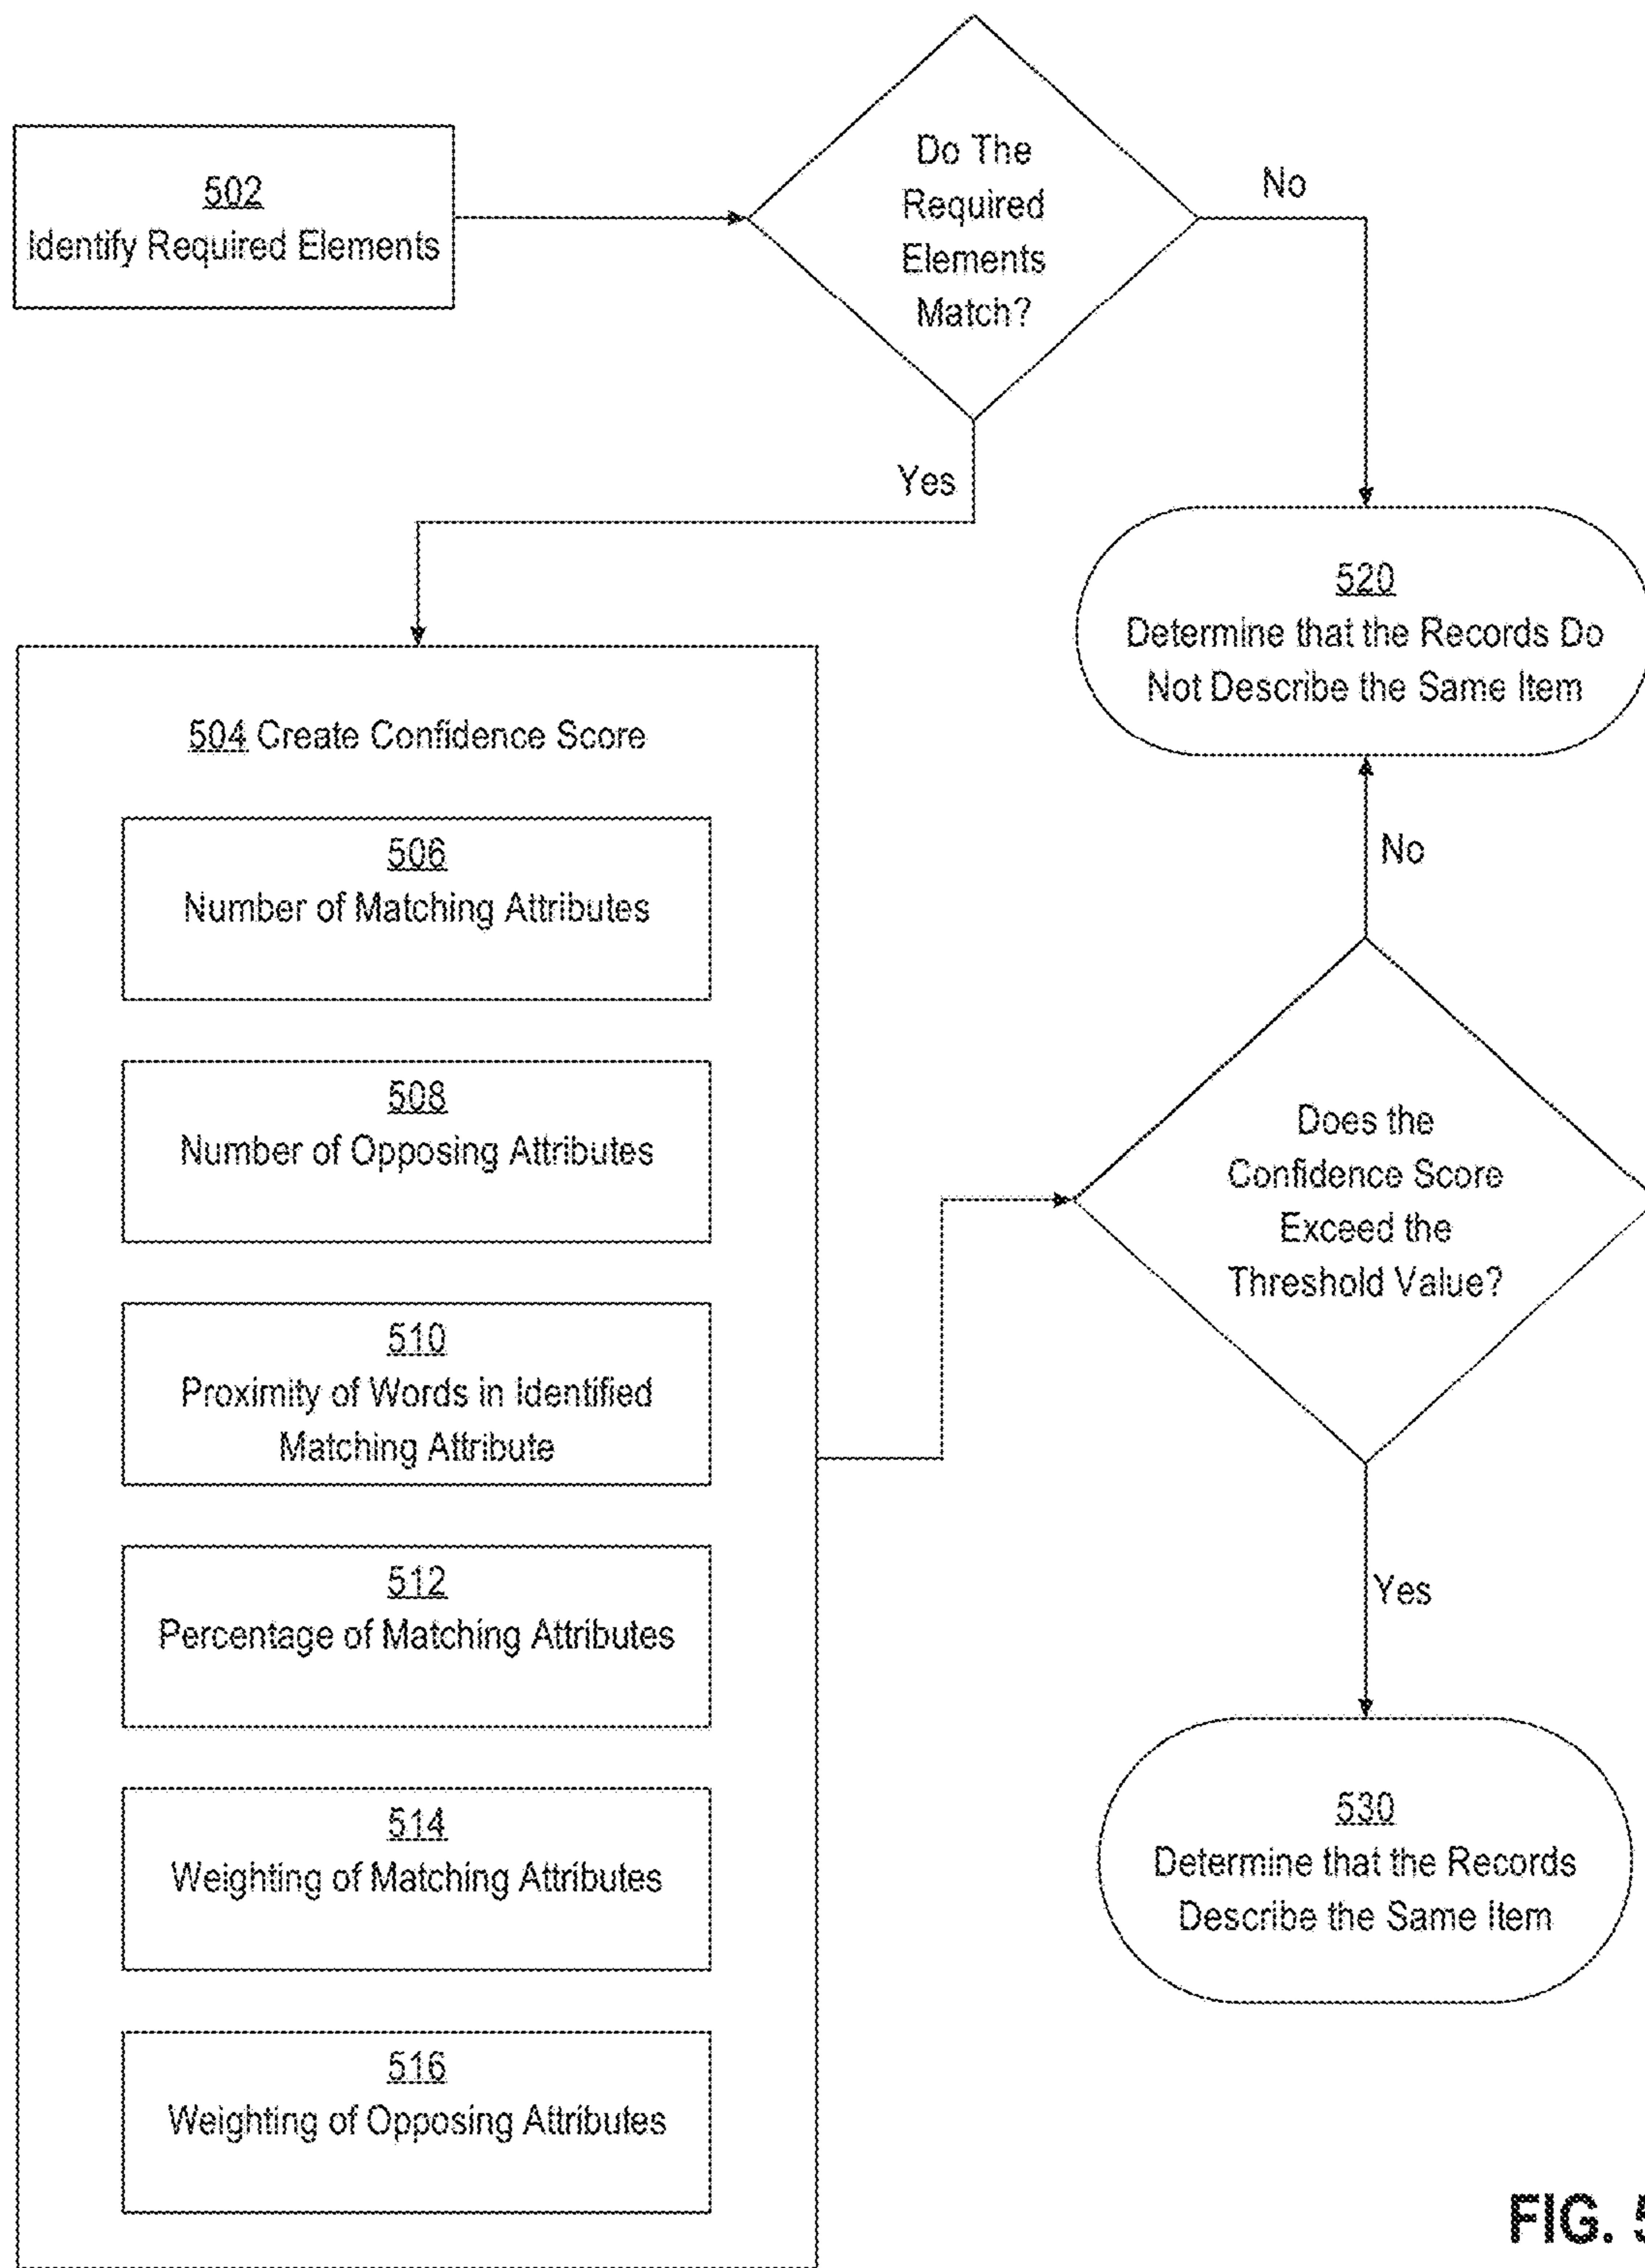 502
Identify Required Elements
Do The
Required
Elements
Match?
No
Yes
520
Determine that the Records Do
Not Describe the Same Item
504 Create Confidence Score
506
Number of Matching Attributes
508
Number of Opposing Attributes
510
Proximity of Words in Identified
Matching Attribute
512
Percentage of Matching Attributes
514
Weighting of Matching Attributes
516
Weighting of Opposing Attributes
No
Does the
Confidence Score
Exceed the
Threshold Value?
Yes
530
Determine that the Records
Describe the Same Item
FIG. 5